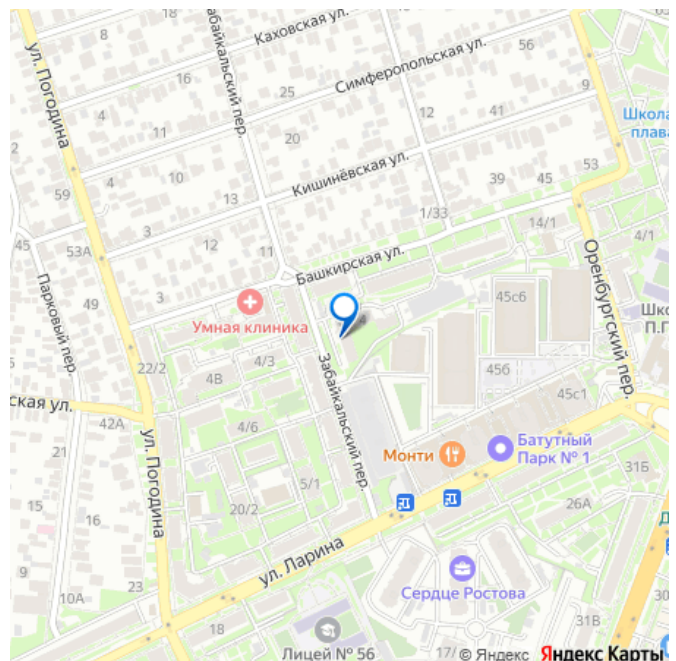 Каховская ул.
56
8
Забайкальский пер.
ул. Погодина
Симферопольская ул.
16
25
9
4
11
12
41
Школа
плава
20
Кишинёвская ул.
4
10
53
59
13
39
45
1/33
3
14/1
45
53А
12
11
Башкирская ул.
4/1
Оренбургский пер.
Парковый пер.
49
3
45с6
Умная клиника
Шко
П.Г
22/2
4/3
Забайкальский пер.
4В
45б
45с1
ская ул.
42А
4/6
ул. Погодина
Монти
Батутный
Парк № 1
21
31Б
5/1
15
16
20/2
26А
ул. Ларина
Д
9
10А
23
Сердце Ростова
18
31В
30
Лицей № 56
17/
© Яндекс Яндекс Карты